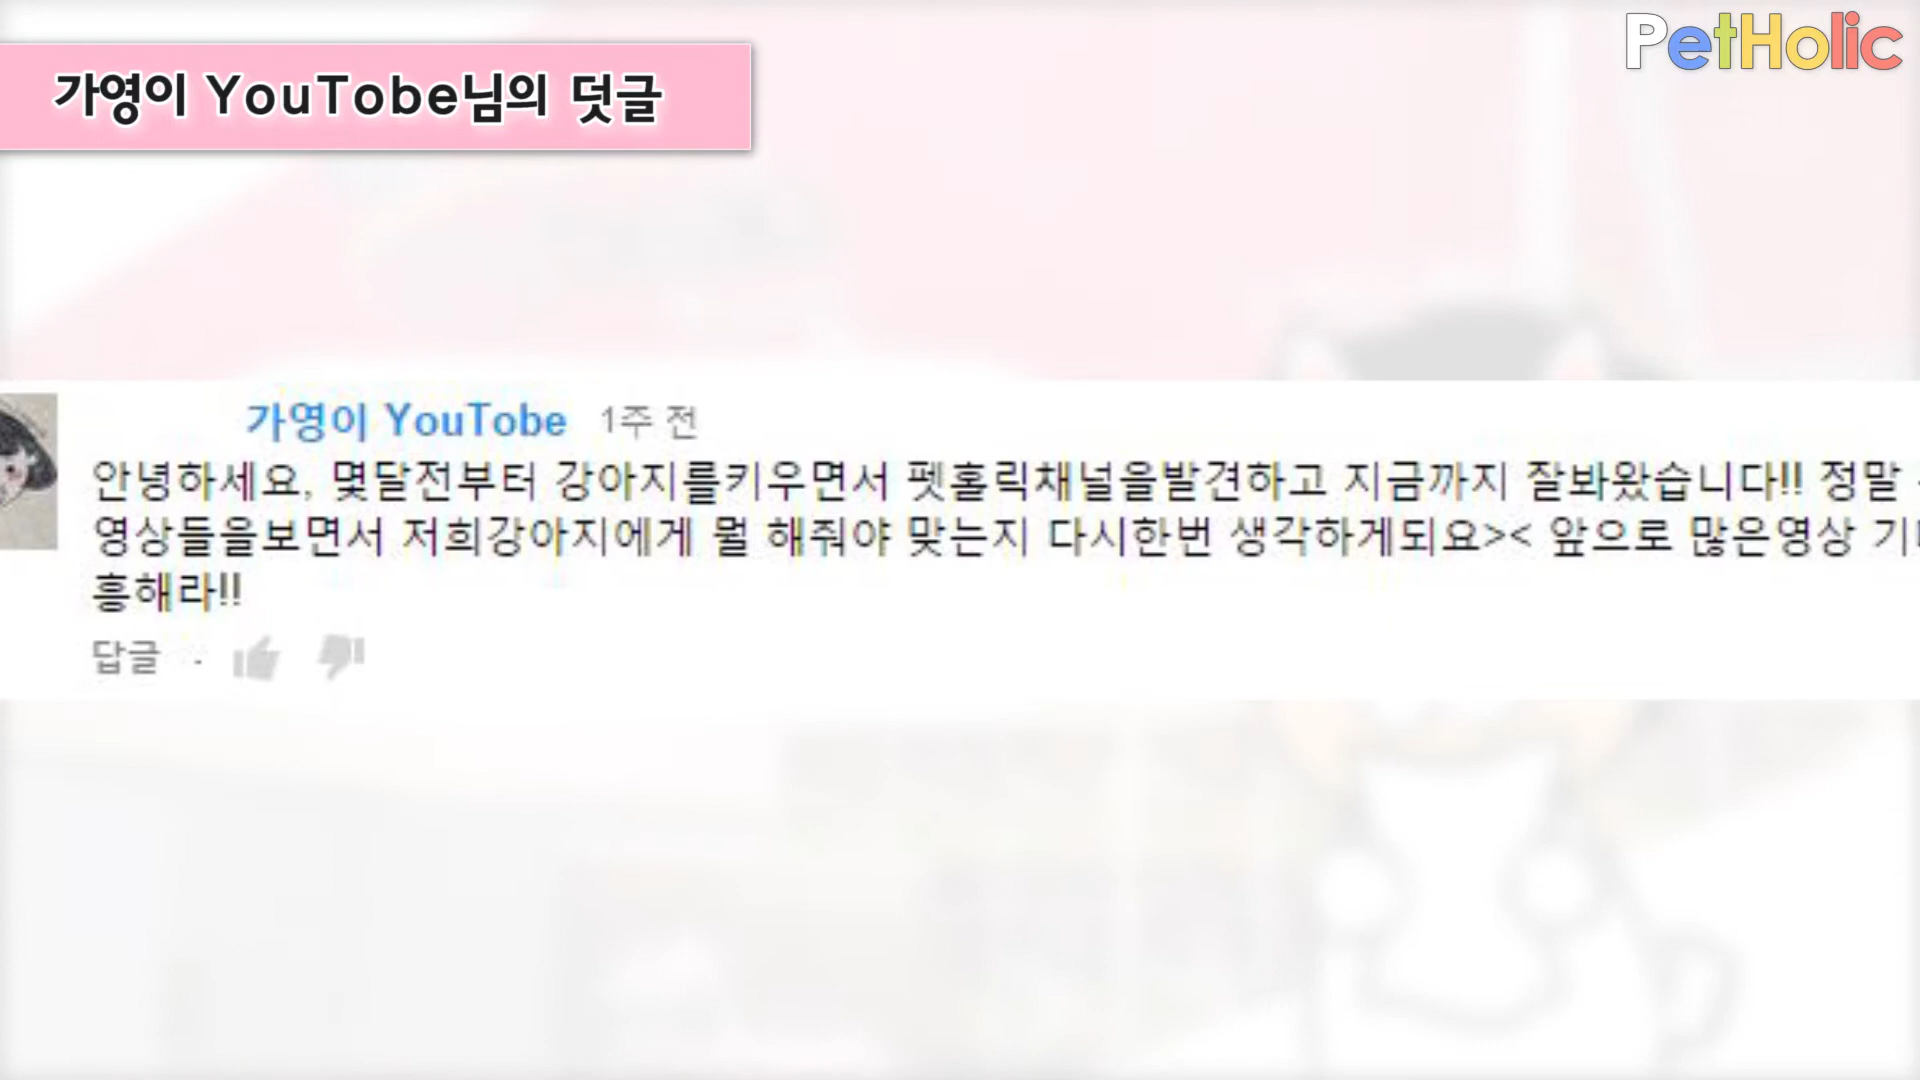 PetHolic
가영이 YouTobe님의 덧글
가영이 YouTobe 1주 전
안녕하세요, 몇달전부터 강아지를키우면서 펫홀릭채널을발견하고 지금까지 잘봐왔습니다!! 정말
영상들을보면서 저희강아지에게 뭘 해줘야 맞는지 다시한번 생각하게되요>< 앞으로 많은영상
흥해라!!
답글 ·